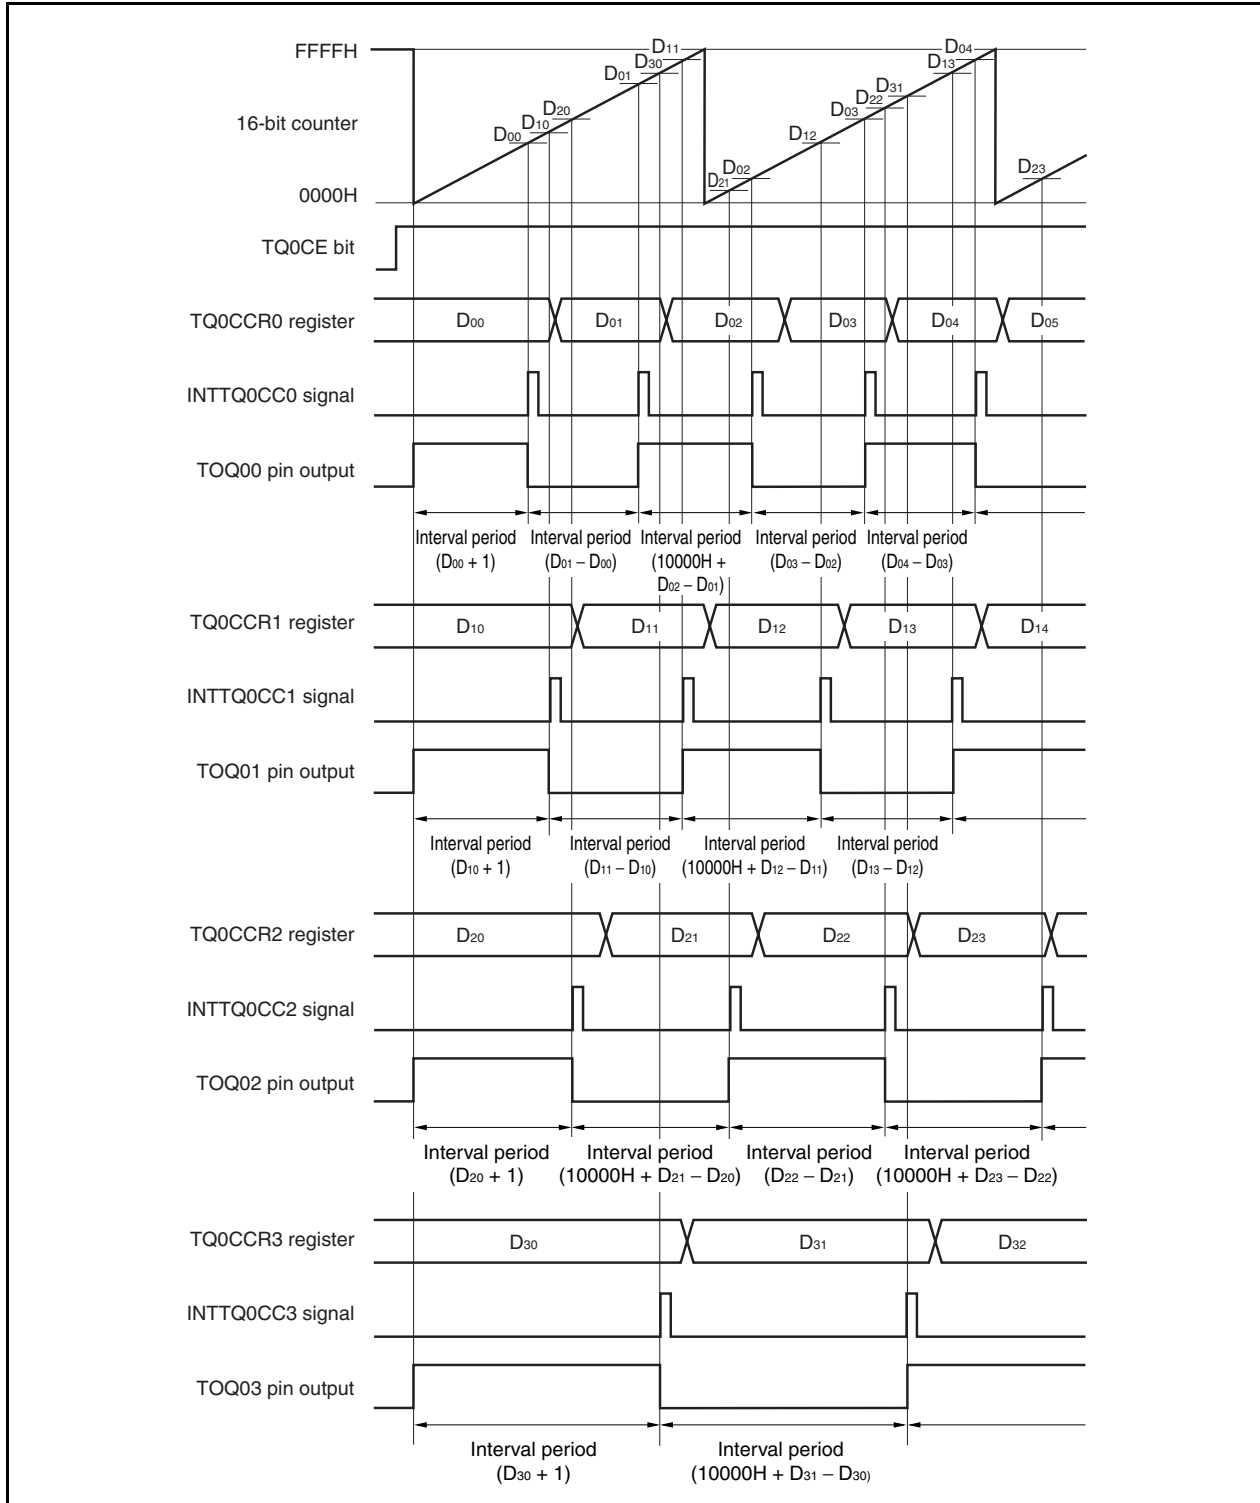 FFFFH
16-bit counter
0000H
D00
D10
D20
D01
D30
D11
D21
D02
D12
D03
D22
D31
D13
D04
D23
TQ0CE bit
TQ0CCR0 register
D00 D01 D02 D03 D04 D05
INTTQ0CC0 signal
TOQ00 pin output
Interval period
(D00 + 1)
Interval period
(D01 – D00)
Interval period
(10000H +
D02 – D01)
Interval period
(D03 – D02)
Interval period
(D04 – D03)
TQ0CCR1 register
D10 D11 D12 D13 D14
INTTQ0CC1 signal
TOQ01 pin output
Interval period
(D10 + 1)
Interval period
(D11 – D10)
Interval period
(10000H + D12 – D11)
Interval period
(D13 – D12)
TQ0CCR2 register
D20 D21 D22 D23
INTTQ0CC2 signal
TOQ02 pin output
Interval period
(D20 + 1)
Interval period
(10000H + D21 – D20)
Interval period
(D22 – D21)
Interval period
(10000H + D23 – D22)
TQ0CCR3 register
D30 D31 D32
INTTQ0CC3 signal
TOQ03 pin output
Interval period
(D30 + 1)
Interval period
(10000H + D31 – D30)